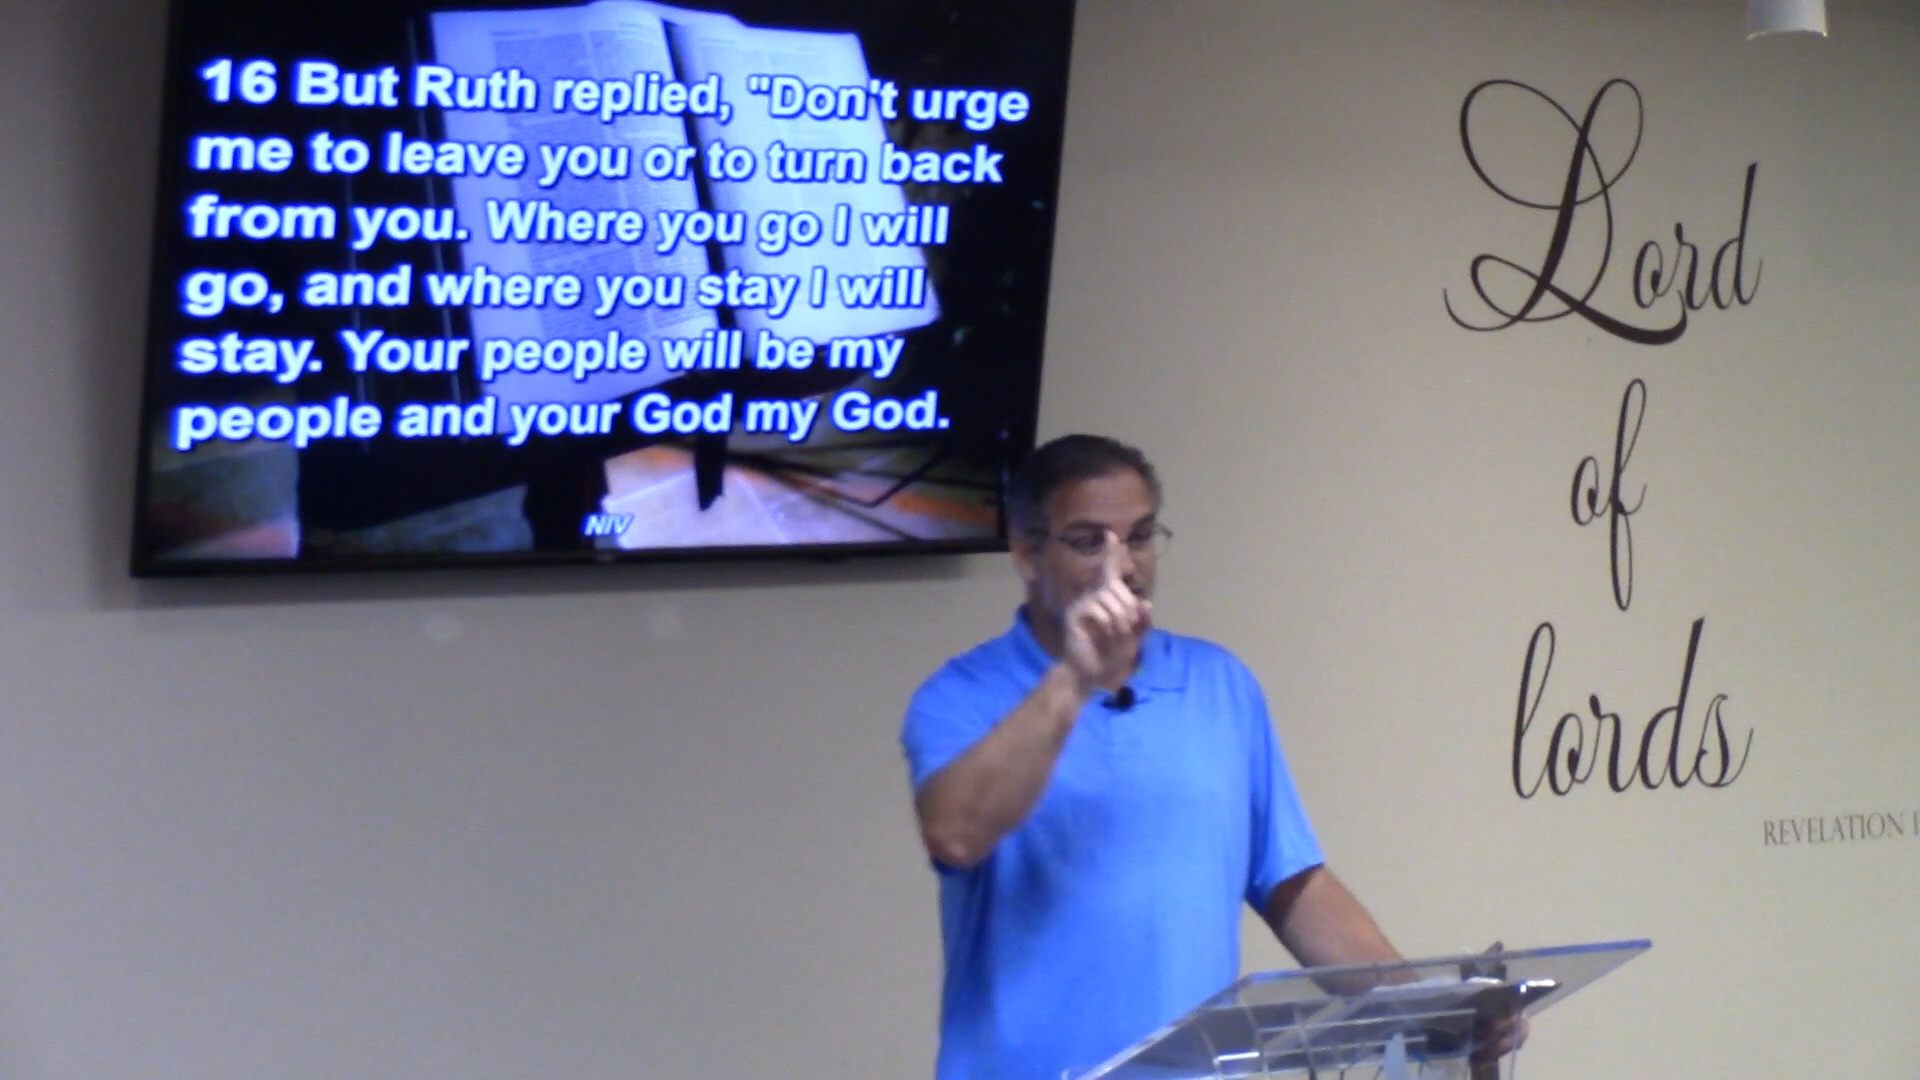 16 But Ruth replied, "Don't urge
me to leave you or to turn back
from you. Where you go I will
go, and where you stay I will
stay. Your people will be my
people and your God my God.
NIV
Lord
of
lords
REVELATION